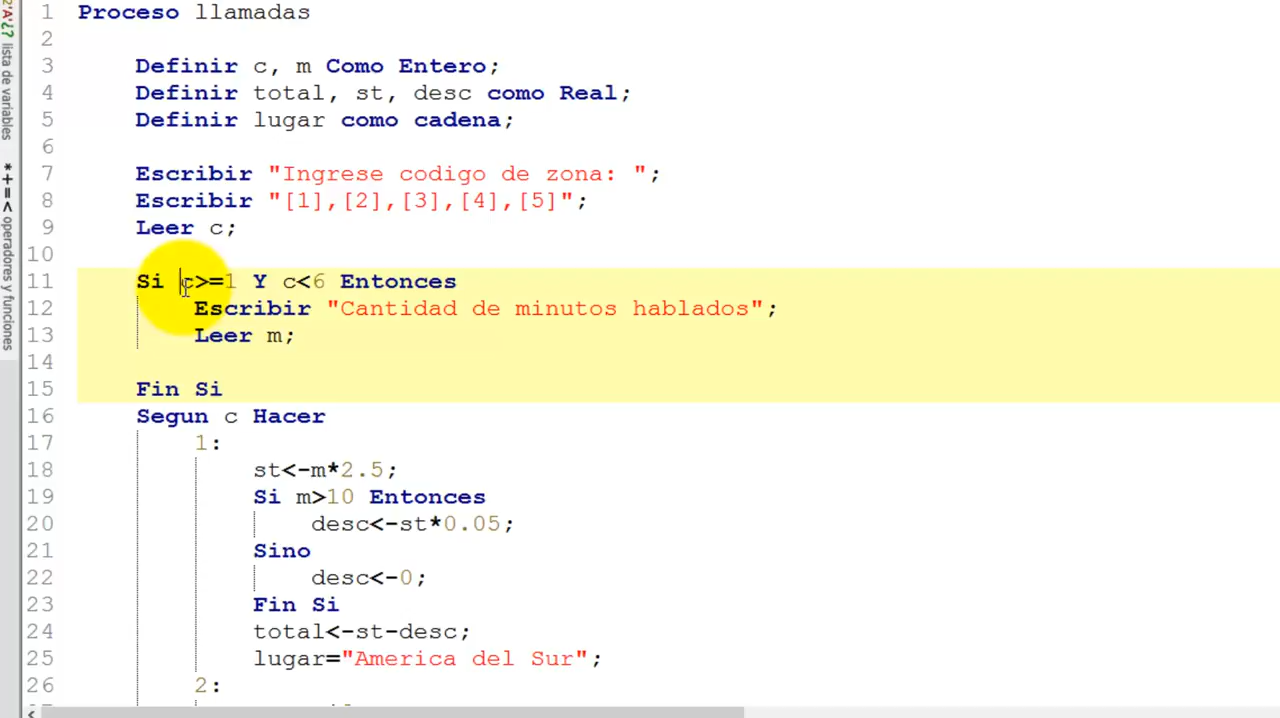 1 Proceso llamadas
2
3 Definir c, m Como Entero;
4 Definir total, st, desc como Real;
5 Definir lugar como cadena;
6
7 Escribir "Ingrese codigo de zona: ";
8 Escribir "[1],[2],[3],[4],[5]";
9 Leer c;
10
11 Si c>=1 Y c<6 Entonces
12 Escribir "Cantidad de minutos hablados";
13 Leer m;
14
15 Fin Si
16 Segun c Hacer
17 1:
18 st<-m*2.5;
19 Si m>10 Entonces
20 desc<-st*0.05;
21 Sino
22 desc<-0;
23 Fin Si
24 total<-st-desc;
25 lugar="America del Sur";
26 2:
2'A'¿? lista de variables
*+=< operadores y funciones